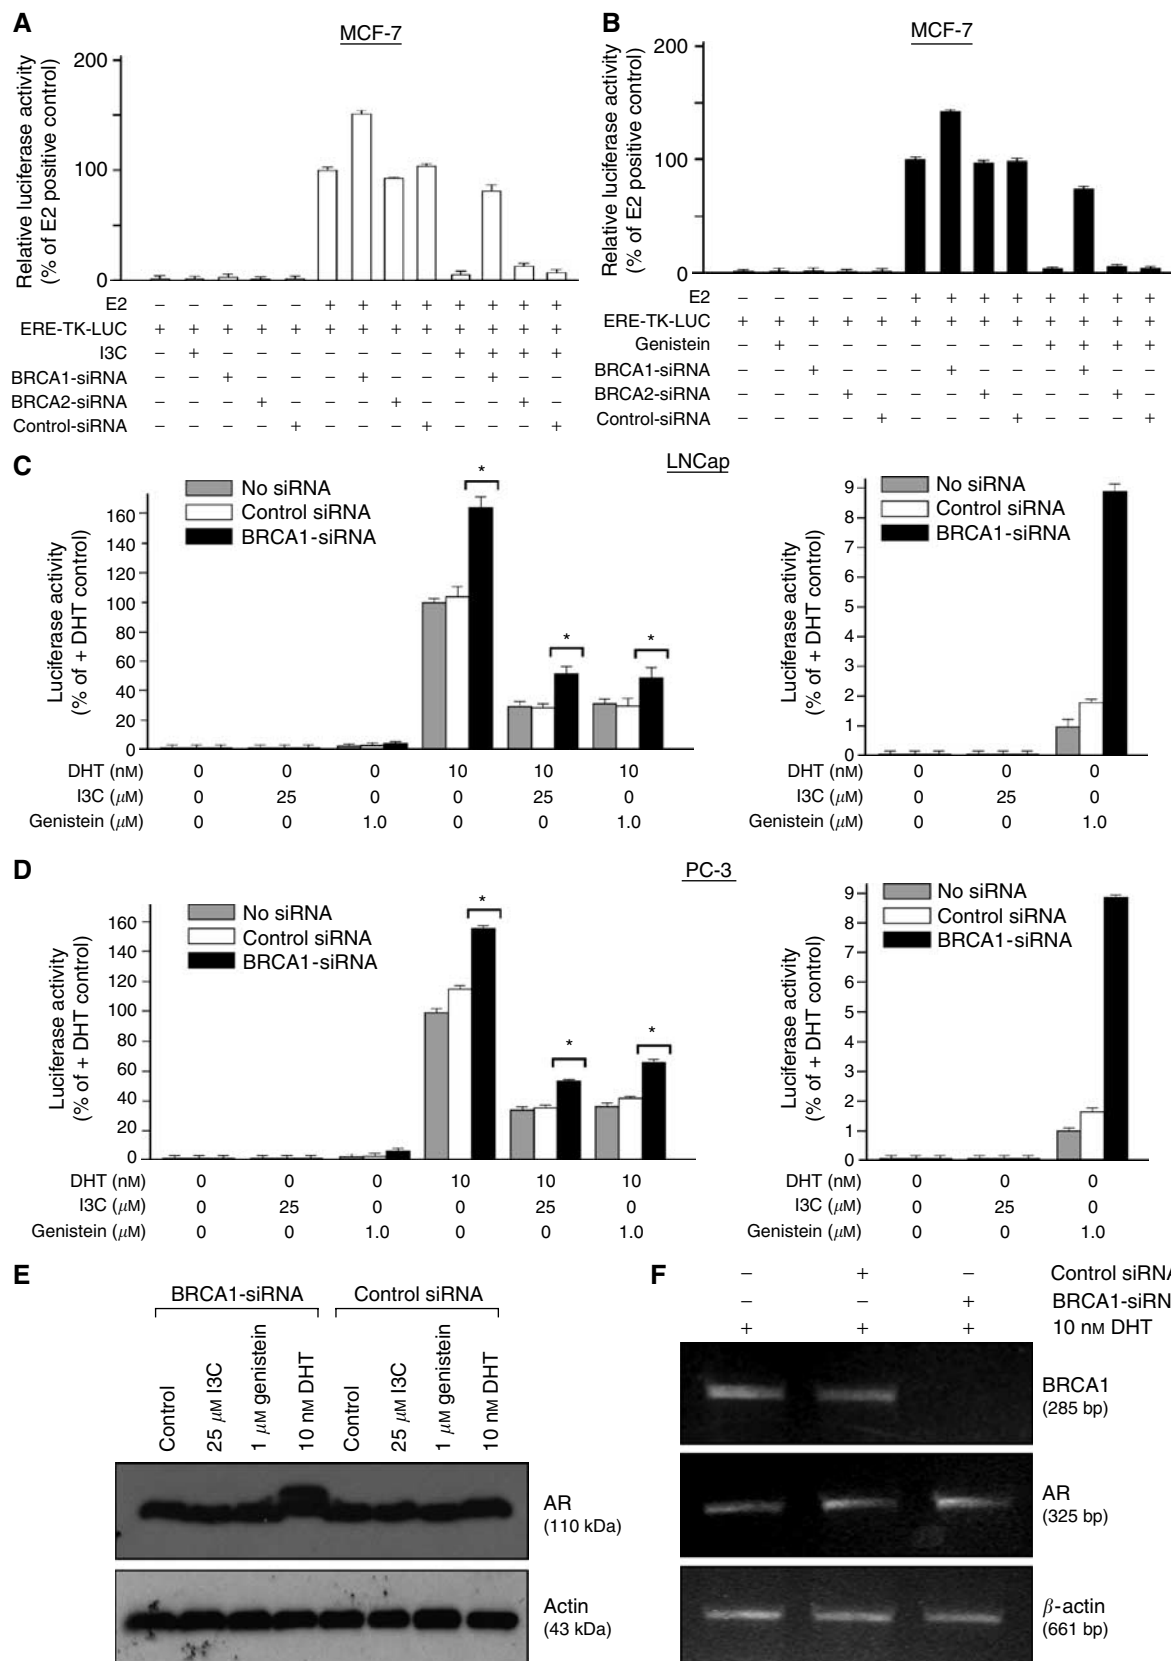 A
MCF-7
Relative luciferase activity
(% of E2 positive control)
200
100
0
E2 – – – – – + + + + + + + +
ERE-TK-LUC + + + + + + + + + + + + +
I3C – + – – – – – – – + + + +
BRCA1-siRNA – – + – – – + – – – + – –
BRCA2-siRNA – – – + – – – + – – – + –
Control-siRNA – – – – + – – – + – – – +
B
MCF-7
Relative luciferase activity
(% of E2 positive control)
200
100
0
E2 – – – – – + + + + + + + +
ERE-TK-LUC + + + + + + + + + + + + +
Genistein – + – – – – – – – + + + +
BRCA1-siRNA – – + – – – + – – – + – –
BRCA2-siRNA – – – + – – – + – – – + –
Control-siRNA – – – – + – – – + – – – +
C
LNCap
Luciferase activity
(% of + DHT control)
160
140
120
100
80
60
40
20
0
No siRNA
Control siRNA
BRCA1-siRNA
* * *
DHT (nM) 0 0 0 10 10 10
I3C (μM) 0 25 0 0 25 0
Genistein (μM) 0 0 1.0 0 0 1.0
Luciferase activity
(% of + DHT control)
9
8
7
6
5
4
3
2
1
0
No siRNA
Control siRNA
BRCA1-siRNA
DHT (nM) 0 0 0
I3C (μM) 0 25 0
Genistein (μM) 0 0 1.0
D
PC-3
Luciferase activity
(% of + DHT control)
160
140
120
100
80
60
40
20
0
No siRNA
Control siRNA
BRCA1-siRNA
* * *
DHT (nM) 0 0 0 10 10 10
I3C (μM) 0 25 0 0 25 0
Genistein (μM) 0 0 1.0 0 0 1.0
Luciferase activity
(% of + DHT control)
9
8
7
6
5
4
3
2
1
0
No siRNA
Control siRNA
BRCA1-siRNA
DHT (nM) 0 0 0
I3C (μM) 0 25 0
Genistein (μM) 0 0 1.0
E
BRCA1-siRNA Control siRNA
Control
25 μM I3C
1 μM genistein
10 nM DHT
Control
25 μM I3C
1 μM genistein
10 nM DHT
AR
(110 kDa)
Actin
(43 kDa)
F
– + – Control siRNA
– – + BRCA1-siRN
+ + + 10 nM DHT
BRCA1
(285 bp)
AR
(325 bp)
β-actin
(661 bp)